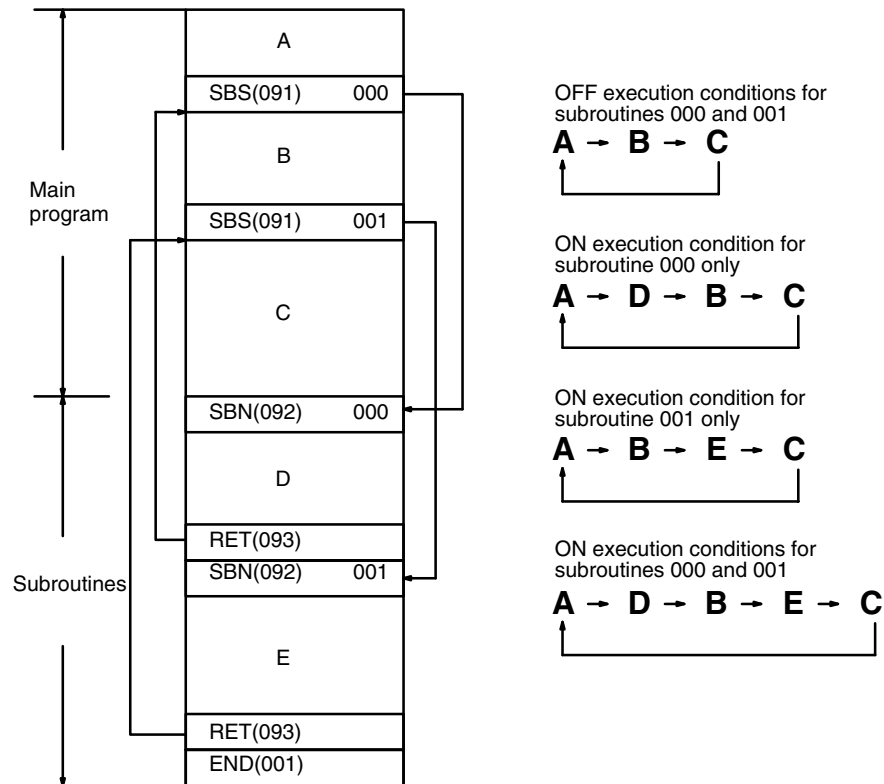 A
SBS(091) 000
B
Main
program
SBS(091) 001
C
SBN(092) 000
D
RET(093)
SBN(092) 001
Subroutines
E
RET(093)
END(001)
OFF execution conditions for
subroutines 000 and 001
A → B → C
ON execution condition for
subroutine 000 only
A → D → B → C
ON execution condition for
subroutine 001 only
A → B → E → C
ON execution conditions for
subroutines 000 and 001
A → D → B → E → C